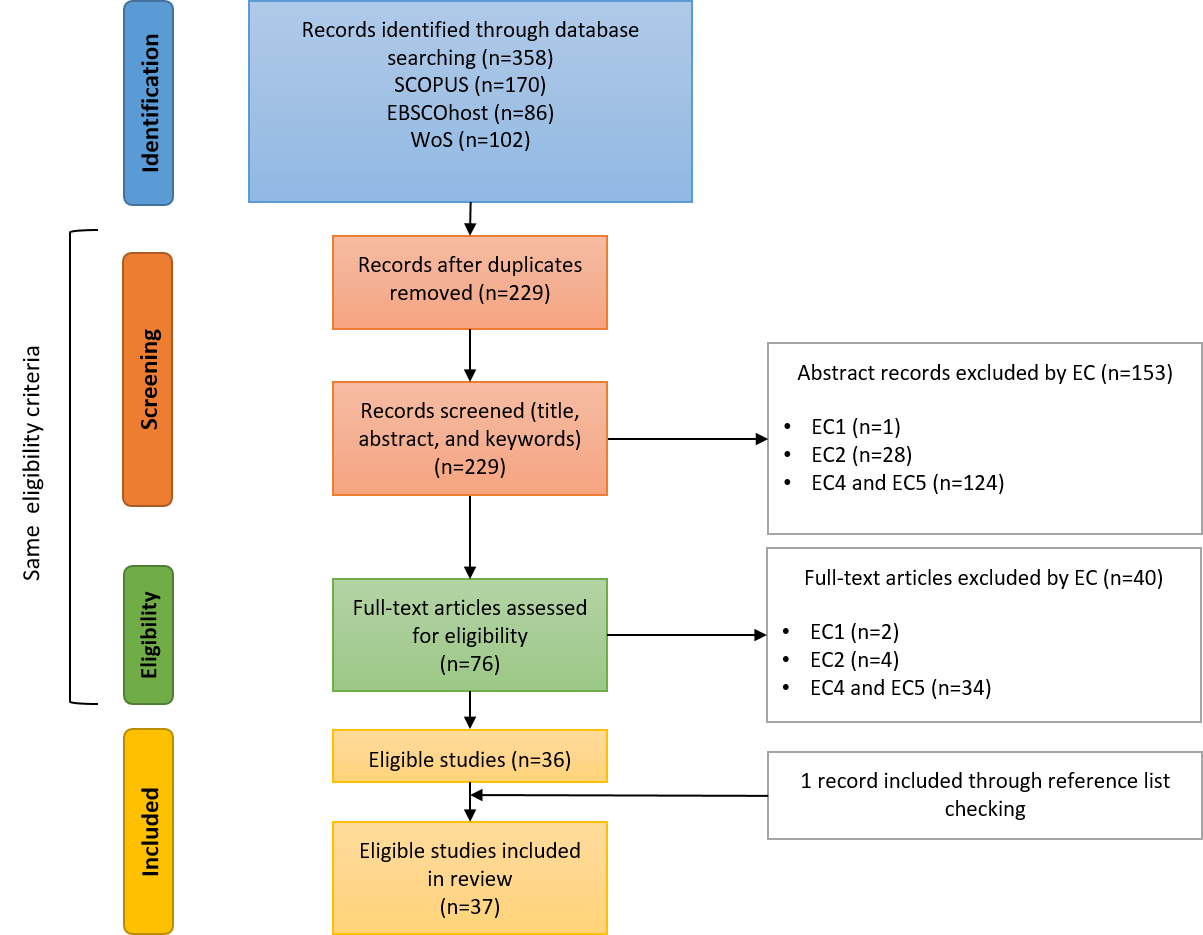 Identification
Records identified through database
searching (n=358)
SCOPUS (n=170)
EBSCOhost (n=86)
WoS (n=102)
Same eligibility criteria
Screening
Records after duplicates
removed (n=229)
Records screened (title,
abstract, and keywords)
(n=229)
Abstract records excluded by EC (n=153)
• EC1 (n=1)
• EC2 (n=28)
• EC4 and EC5 (n=124)
Eligibility
Full-text articles assessed
for eligibility
(n=76)
Full-text articles excluded by EC (n=40)
• EC1 (n=2)
• EC2 (n=4)
• EC4 and EC5 (n=34)
Included
Eligible studies (n=36)
1 record included through reference list
checking
Eligible studies included
in review
(n=37)